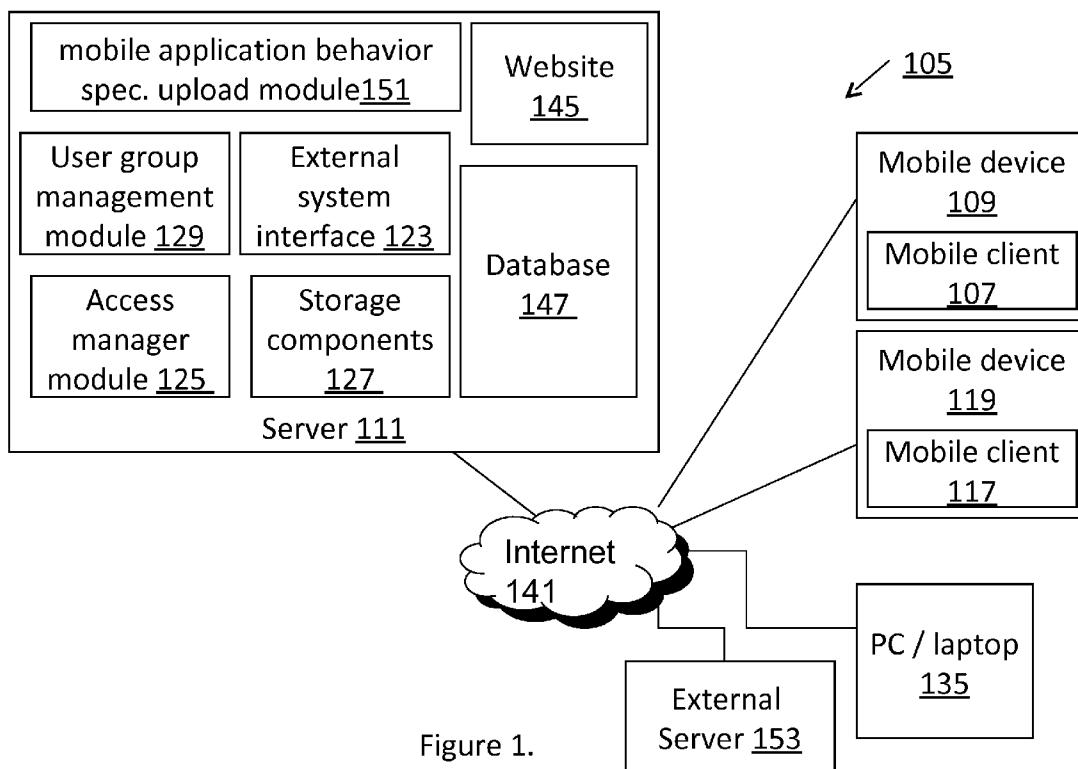 mobile application behavior
spec. upload module151
Website
145
105
User group
management
module 129
External
system
interface 123
Database
147
Access
manager
module 125
Storage
components
127
Server 111
Mobile device
109
Mobile client
107
Mobile device
119
Mobile client
117
Internet
141
PC / laptop
135
External
Server 153
Figure 1.